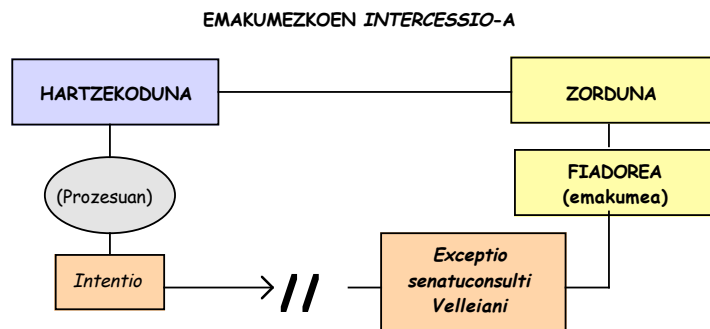 EMAKUMEZKOEN INTERCESSIO-A
HARTZEKODUNA
ZORDUNA
(Prozesuan)
FIADOREA
(emakumea)
Intentio
Exceptio
senatuconsulti
Velleiani